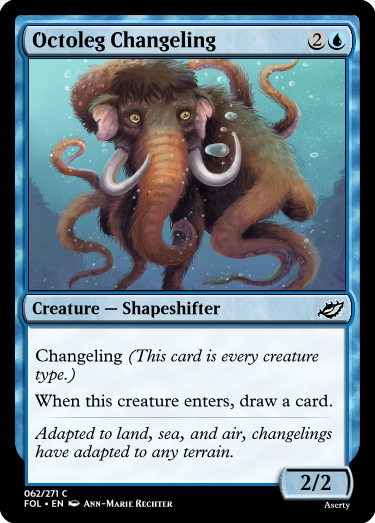 Octoleg Changeling 2
Creature — Shapeshifter
Changeling (This card is every creature
type.)
When this creature enters, draw a card.
Adapted to land, sea, and air, changelings
have adapted to any terrain.
2/2
062/271 C
FOL • EN Ann-Marie Rechter
Aserty